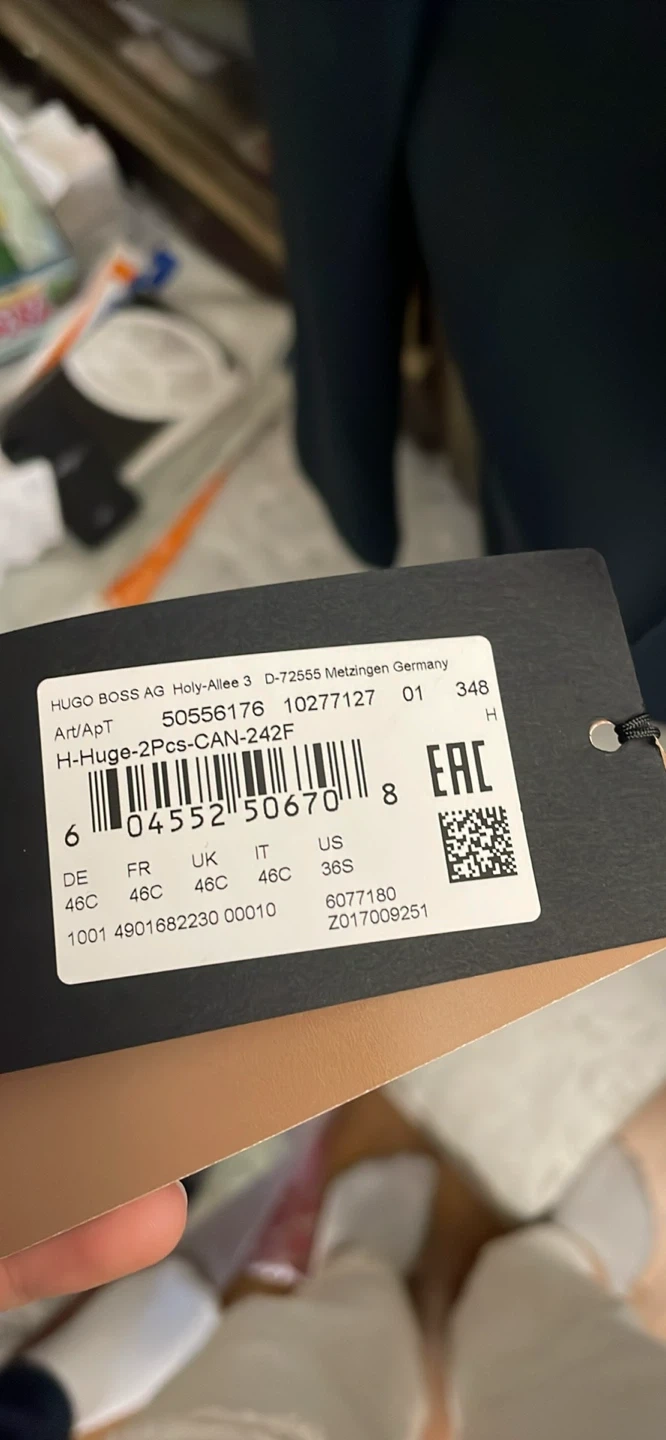 HUGO BOSS AG Holy-Allee 3 D-72555 Metzingen Germany
Art/ApT 50556176 10277127 01 348
H-Huge-2Pcs-CAN-242F H
EAC
6 04552 50670 8
DE FR UK IT US
46C 46C 46C 46C 36S
1001 4901682230 00010 6077180
Z017009251